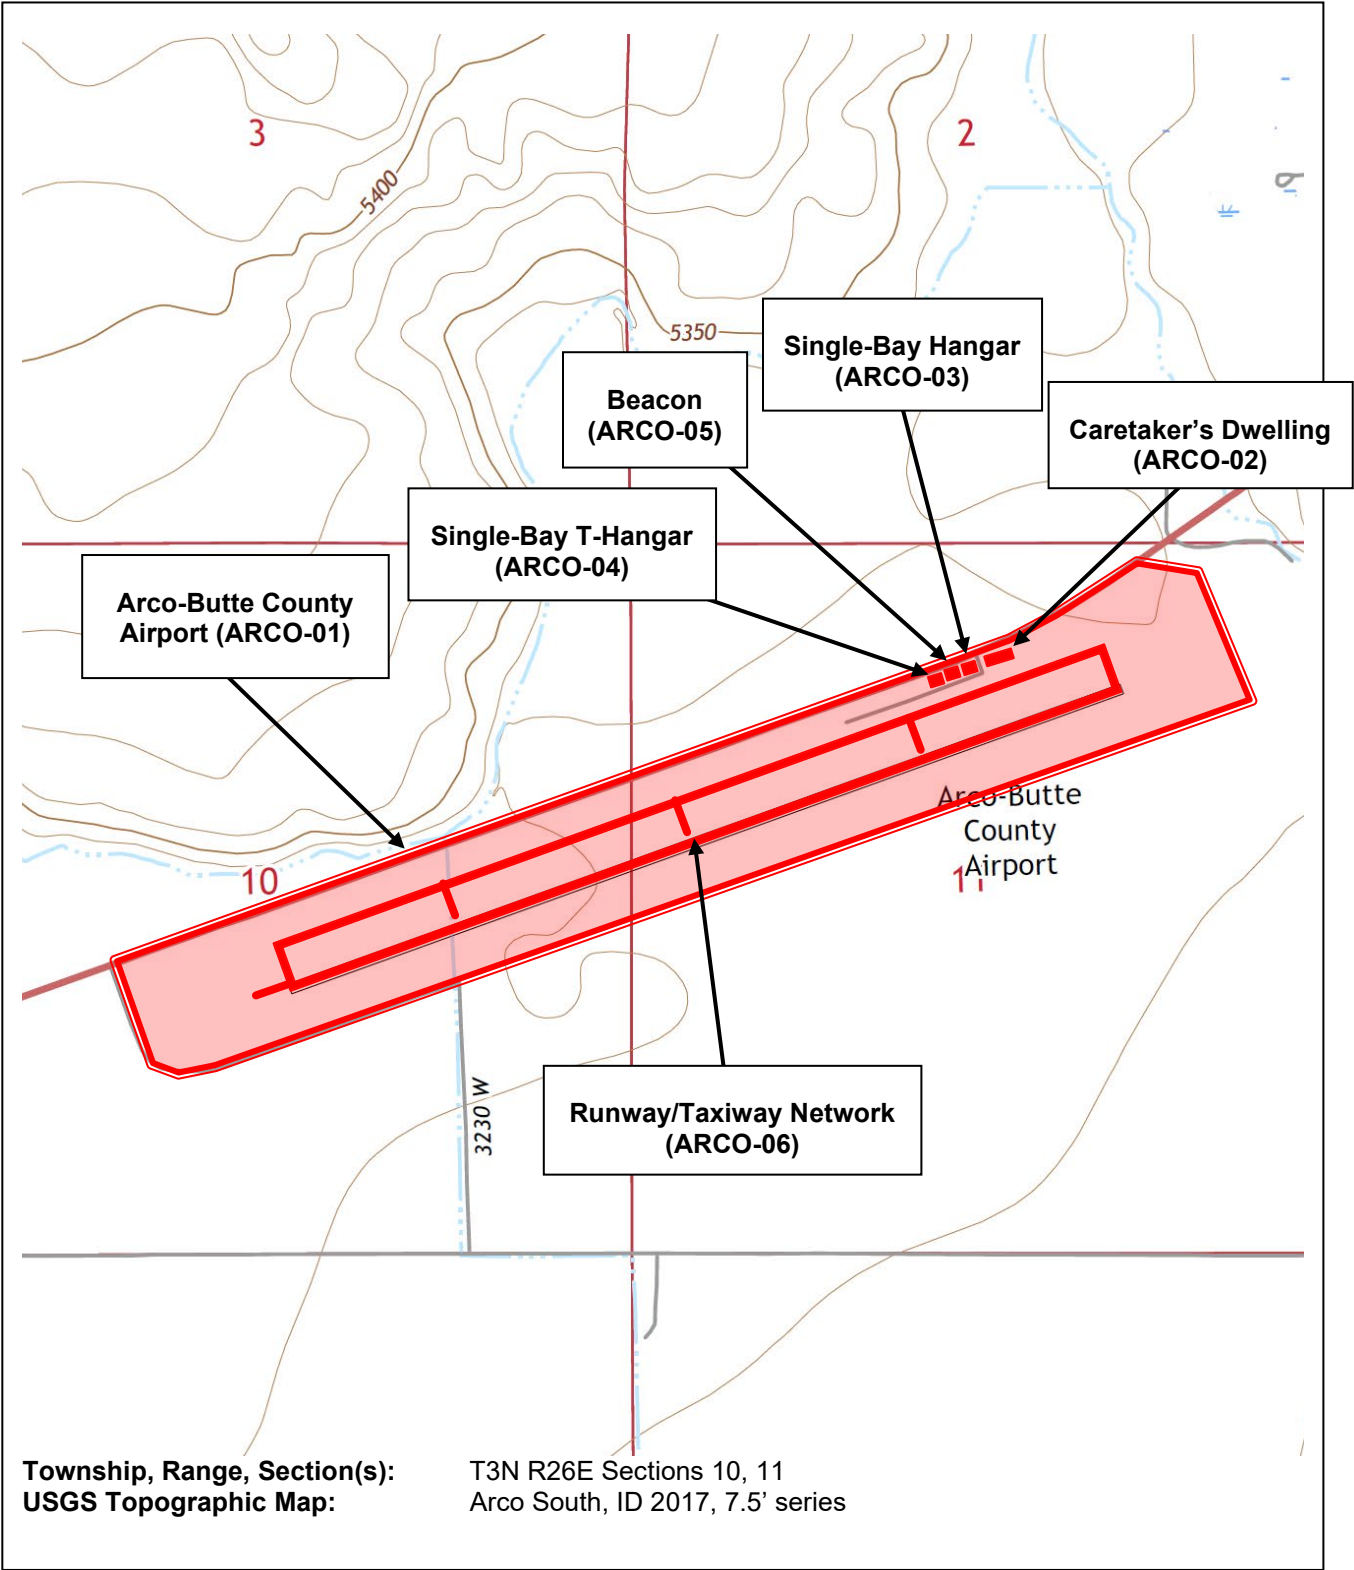 3
2
5400
5350
Single-Bay Hangar
(ARCO-03)
Beacon
(ARCO-05)
Caretaker’s Dwelling
(ARCO-02)
Single-Bay T-Hangar
(ARCO-04)
Arco-Butte County
Airport (ARCO-01)
Arco-Butte
County
Airport
10
11
3230 W
Runway/Taxiway Network
(ARCO-06)
Township, Range, Section(s): T3N R26E Sections 10, 11
USGS Topographic Map: Arco South, ID 2017, 7.5’ series